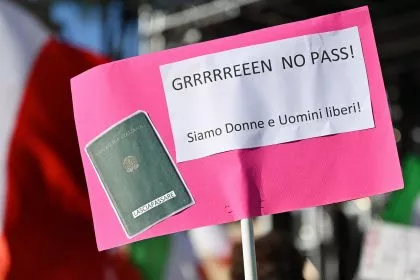 GRRRRREEEN NO PASS!
Siamo Donne e Uomini liberi!
LASCIAPASSARE